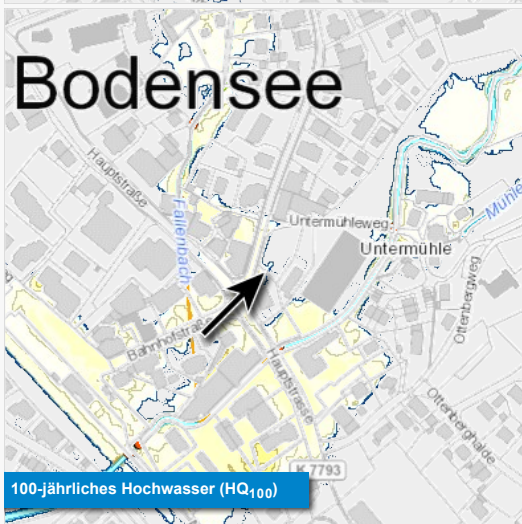 Bodensee
Hauptstraße
Fallenbach
Untermühleweg
Untermühle
Mühle
Ottenbergweg
Bahnhofstraße
Hauptstrasse
Ottenberghalde
K 7793
100-jährliches Hochwasser (HQ100)